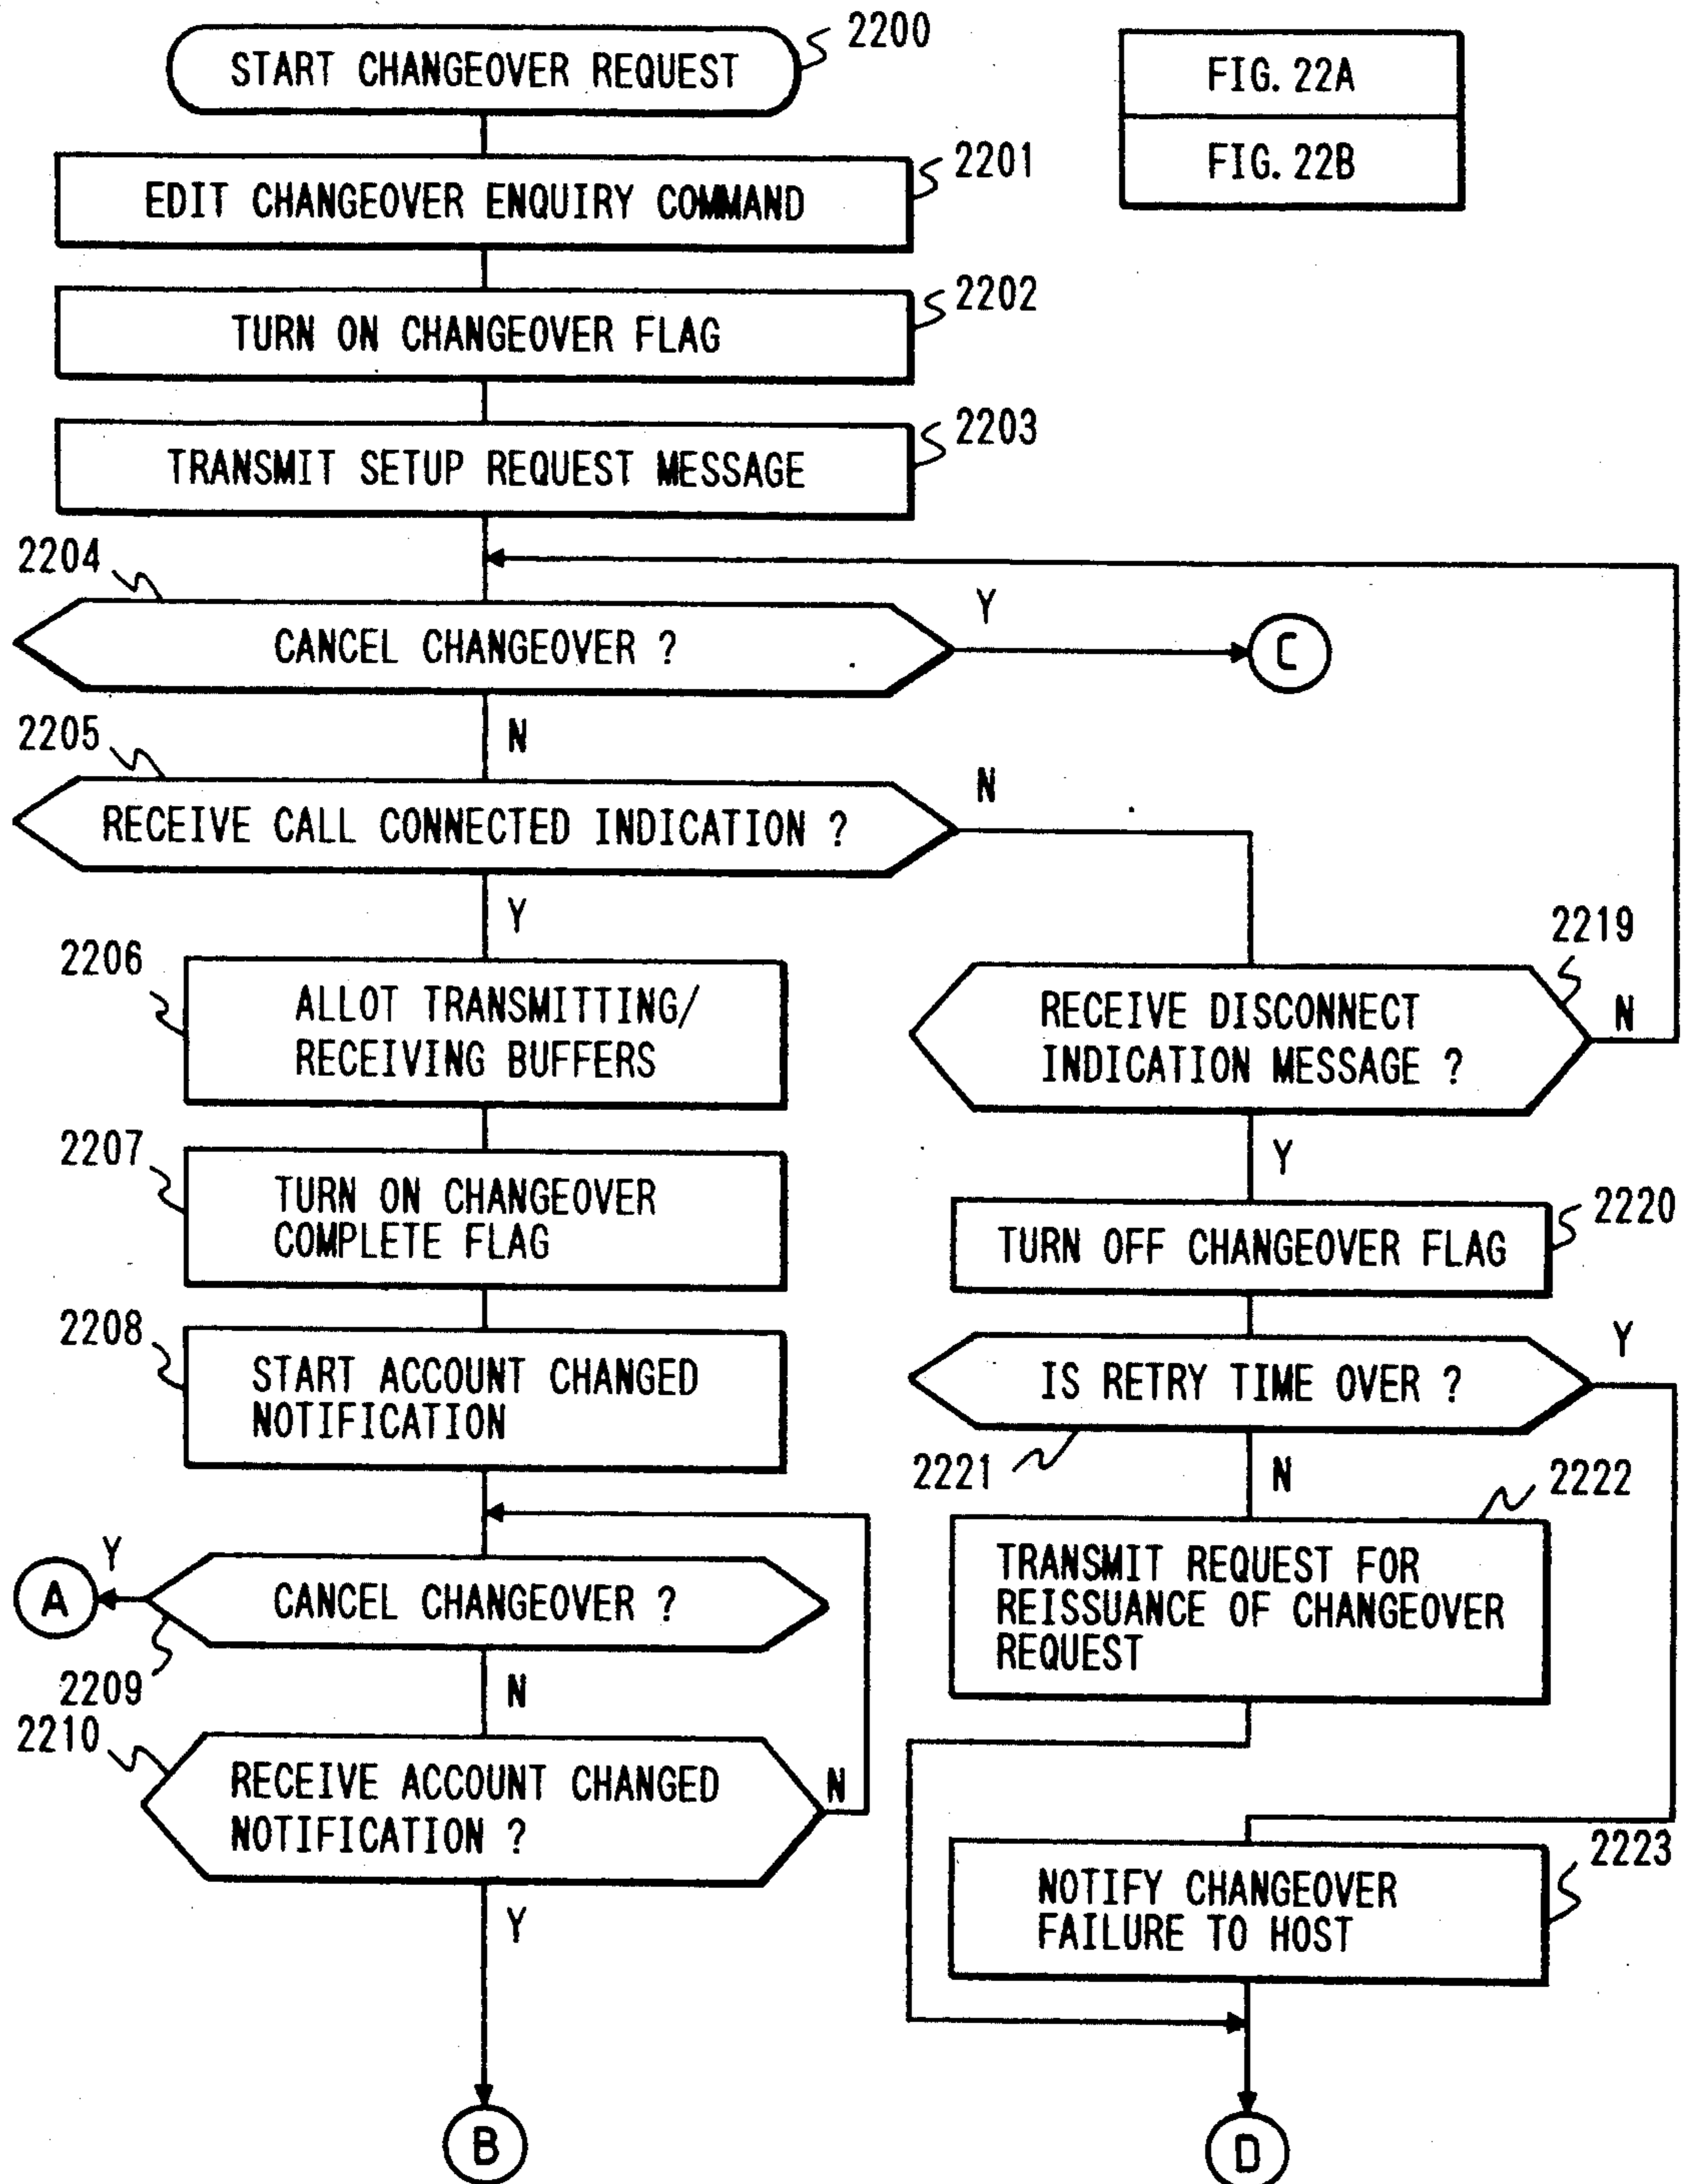 2200
START CHANGEOVER REQUEST
FIG. 22A
FIG. 22B
2201
EDIT CHANGEOVER ENQUIRY COMMAND
2202
TURN ON CHANGEOVER FLAG
2203
TRANSMIT SETUP REQUEST MESSAGE
2204
CANCEL CHANGEOVER ?
Y
C
N
2205
RECEIVE CALL CONNECTED INDICATION ?
N
Y
2206
ALLOT TRANSMITTING/
RECEIVING BUFFERS
2207
TURN ON CHANGEOVER
COMPLETE FLAG
2208
START ACCOUNT CHANGED
NOTIFICATION
Y
A
CANCEL CHANGEOVER ?
2209
N
2210
RECEIVE ACCOUNT CHANGED
NOTIFICATION ?
N
Y
B
2219
RECEIVE DISCONNECT
INDICATION MESSAGE ?
N
Y
2220
TURN OFF CHANGEOVER FLAG
IS RETRY TIME OVER ?
Y
2221
N
2222
TRANSMIT REQUEST FOR
REISSUANCE OF CHANGEOVER
REQUEST
2223
NOTIFY CHANGEOVER
FAILURE TO HOST
D